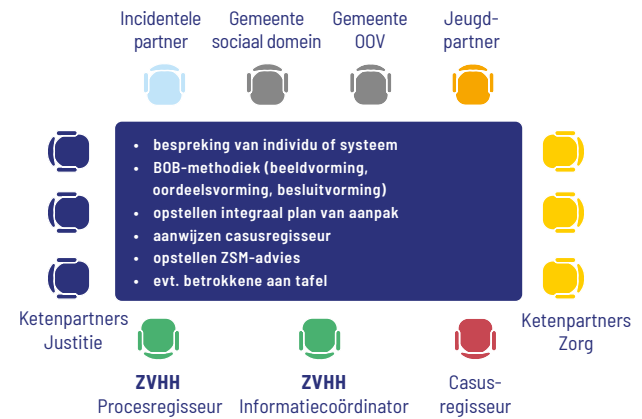 Incidentele
partner
Gemeente
sociaal domein
Gemeente
OOV
Jeugd-
partner
• bespreking van individu of systeem
• BOB-methodiek (beeldvorming,
oordeelsvorming, besluitvorming)
• opstellen integraal plan van aanpak
• aanwijzen casusregisseur
• opstellen ZSM-advies
• evt. betrokkene aan tafel
Ketenpartners
Justitie
Ketenpartners
Zorg
ZVHH
Procesregisseur
ZVHH
Informatiecoördinator
Casus-
regisseur